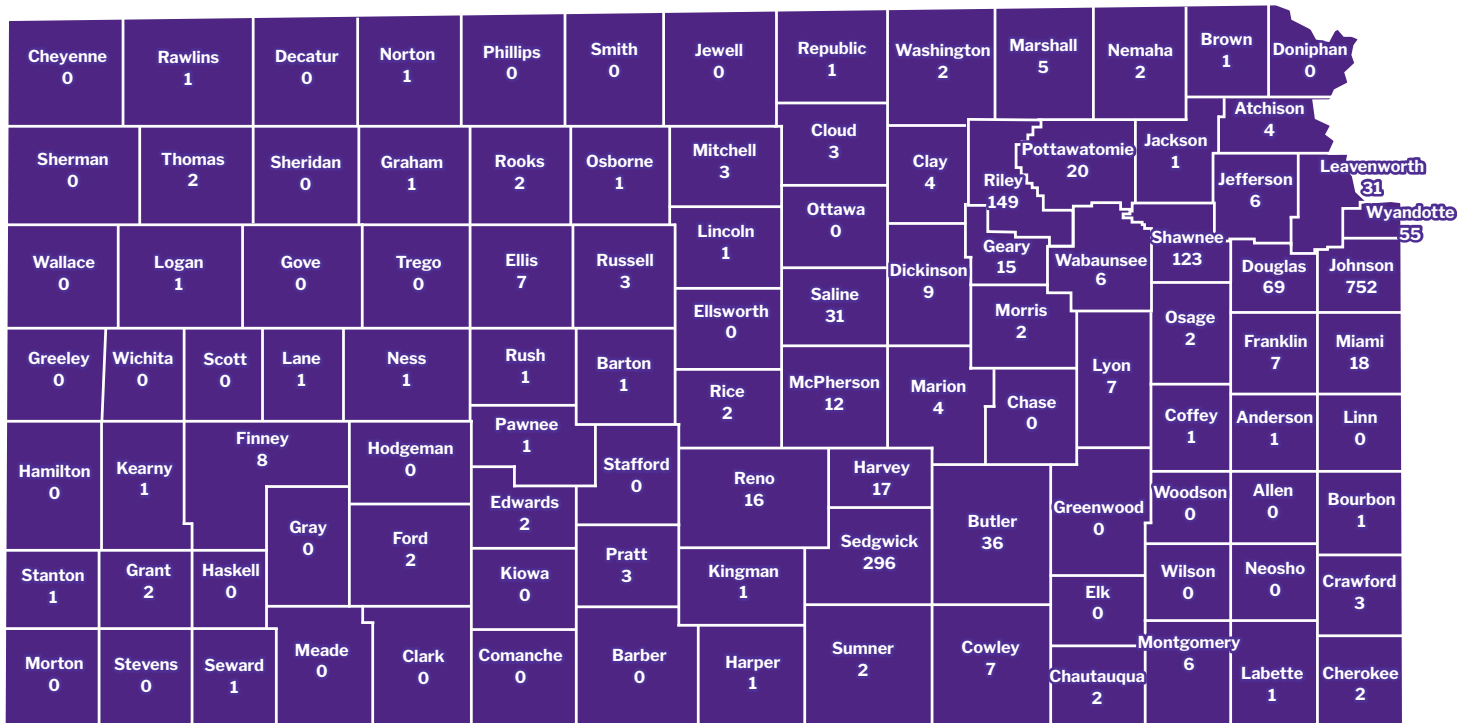 Cheyenne
0
Rawlins
1
Decatur
0
Norton
1
Phillips
0
Smith
0
Jewell
0
Republic
1
Washington
2
Marshall
5
Nemaha
2
Brown
1
Doniphan
0
Sherman
0
Thomas
2
Sheridan
0
Graham
1
Rooks
2
Osborne
1
Mitchell
3
Cloud
3
Clay
4
Riley
149
Pottawatomie
20
Jackson
1
Atchison
4
Jefferson
6
Leavenworth
31
Wyandotte
55
Wallace
0
Logan
1
Gove
0
Trego
0
Ellis
7
Russell
3
Lincoln
1
Ottawa
0
Dickinson
9
Geary
15
Wabaunsee
6
Shawnee
123
Douglas
69
Johnson
752
Ellsworth
0
Saline
31
Morris
2
Osage
2
Franklin
7
Miami
18
Greeley
0
Wichita
0
Scott
0
Lane
1
Ness
1
Rush
1
Barton
1
Rice
2
McPherson
12
Marion
4
Chase
0
Lyon
7
Coffey
1
Anderson
1
Linn
0
Hamilton
0
Kearny
1
Finney
8
Hodgeman
0
Pawnee
1
Stafford
0
Reno
16
Harvey
17
Butler
36
Greenwood
0
Woodson
0
Allen
0
Bourbon
1
Gray
0
Ford
2
Edwards
2
Pratt
3
Sedgwick
296
Stanton
1
Grant
2
Haskell
0
Kiowa
0
Kingman
1
Elk
0
Wilson
0
Neosho
0
Crawford
3
Morton
0
Stevens
0
Seward
1
Meade
0
Clark
0
Comanche
0
Barber
0
Harper
1
Sumner
2
Cowley
7
Chautauqua
2
Montgomery
6
Labette
1
Cherokee
2